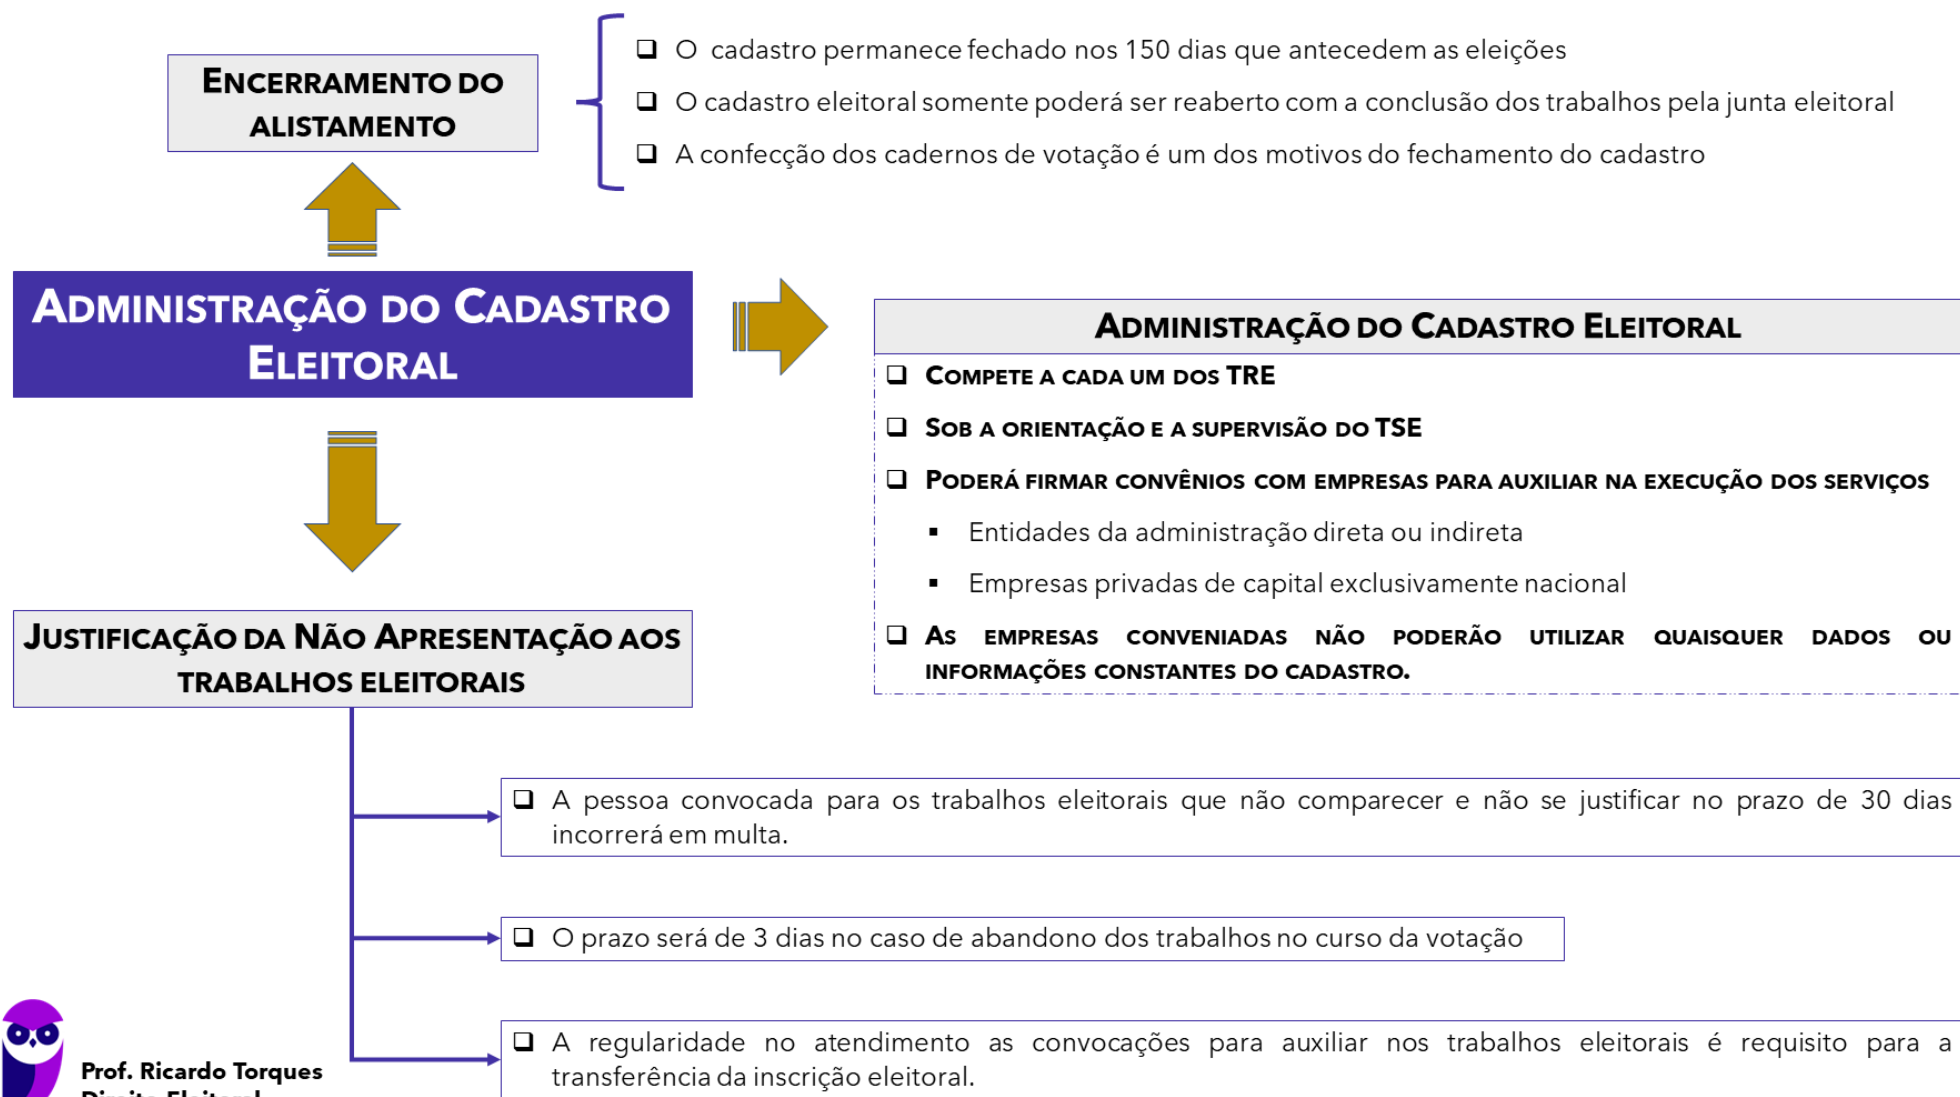 O cadastro permanece fechado nos 150 dias que antecedem as eleições
ENCERRAMENTO DO
ALISTAMENTO
O cadastro eleitoral somente poderá ser reaberto com a conclusão dos trabalhos pela junta eleitoral
A confecção dos cadernos de votação é um dos motivos do fechamento do cadastro
ADMINISTRAÇÃO DO CADASTRO
ELEITORAL
ADMINISTRAÇÃO DO CADASTRO ELEITORAL
COMPETE A CADA UM DOS TRE
SOB A ORIENTAÇÃO E A SUPERVISÃO DO TSE
PODERÁ FIRMAR CONVÊNIOS COM EMPRESAS PARA AUXILIAR NA EXECUÇÃO DOS SERVIÇOS
Entidades da administração direta ou indireta
Empresas privadas de capital exclusivamente nacional
AS EMPRESAS CONVENIADAS NÃO PODERÃO UTILIZAR QUAISQUER DADOS OU
INFORMAÇÕES CONSTANTES DO CADASTRO.
JUSTIFICAÇÃO DA NÃO APRESENTAÇÃO AOS
TRABALHOS ELEITORAIS
A pessoa convocada para os trabalhos eleitorais que não comparecer e não se justificar no prazo de 30 dias
incorrerá em multa.
O prazo será de 3 dias no caso de abandono dos trabalhos no curso da votação
A regularidade no atendimento as convocações para auxiliar nos trabalhos eleitorais é requisito para a
transferência da inscrição eleitoral.
Prof. Ricardo Torques
Direito Eleitoral